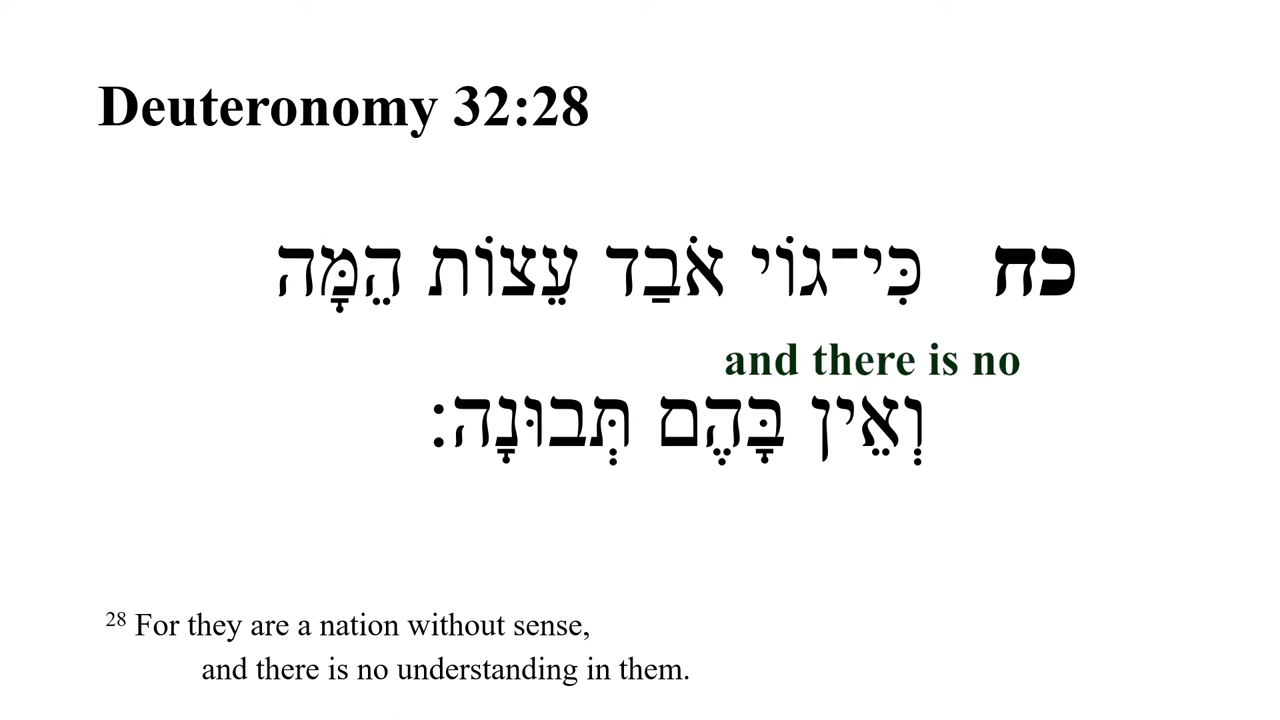 Deuteronomy 32:28
כח כִּי־גוֹי אֹבַד עֵצוֹת הֵמָּה
and there is no
וְאֵין בָּהֶם תְּבוּנָה׃
28 For they are a nation without sense,
and there is no understanding in them.